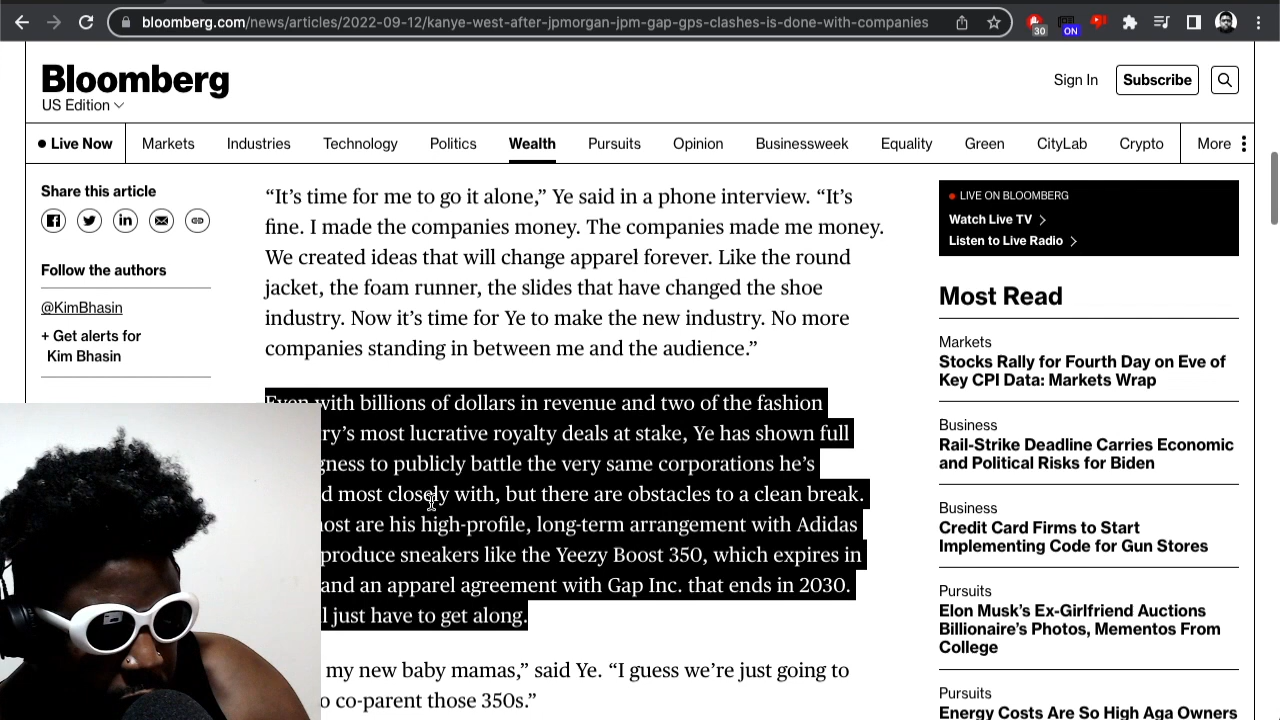 bloomberg.com/news/articles/2022-09-12/kanye-west-after-jpmorgan-jpm-gap-gps-clashes-is-done-with-companies
30
ON
Bloomberg
US Edition
Sign In
Subscribe
Live Now
Markets
Industries
Technology
Politics
Wealth
Pursuits
Opinion
Businessweek
Equality
Green
CityLab
Crypto
More
Share this article
Follow the authors
@KimBhasin
+ Get alerts for
Kim Bhasin
“It’s time for me to go it alone,” Ye said in a phone interview. “It’s
fine. I made the companies money. The companies made me money.
We created ideas that will change apparel forever. Like the round
jacket, the foam runner, the slides that have changed the shoe
industry. Now it’s time for Ye to make the new industry. No more
companies standing in between me and the audience.”
Even with billions of dollars in revenue and two of the fashion
ry’s most lucrative royalty deals at stake, Ye has shown full
gness to publicly battle the very same corporations he’s
d most closely with, but there are obstacles to a clean break.
ost are his high-profile, long-term arrangement with Adidas
produce sneakers like the Yeezy Boost 350, which expires in
and an apparel agreement with Gap Inc. that ends in 2030.
l just have to get along.
my new baby mamas,” said Ye. “I guess we’re just going to
o co-parent those 350s.”
LIVE ON BLOOMBERG
Watch Live TV
Listen to Live Radio
Most Read
Markets
Stocks Rally for Fourth Day on Eve of
Key CPI Data: Markets Wrap
Business
Rail-Strike Deadline Carries Economic
and Political Risks for Biden
Business
Credit Card Firms to Start
Implementing Code for Gun Stores
Pursuits
Elon Musk’s Ex-Girlfriend Auctions
Billionaire’s Photos, Mementos From
College
Pursuits
Energy Costs Are So High Aga Owners